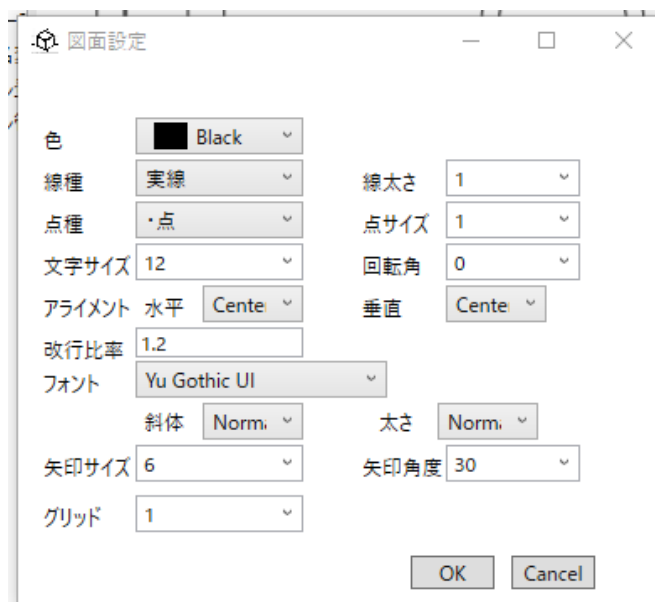 図面設定
色 Black
線種 実線 線太さ 1
点種 ・点 点サイズ 1
文字サイズ 12 回転角 0
アライメント 水平 Cente 垂直 Cente
改行比率 1.2
フォント Yu Gothic UI
斜体 Norm 太さ Norm
矢印サイズ 6 矢印角度 30
グリッド 1
OK Cancel